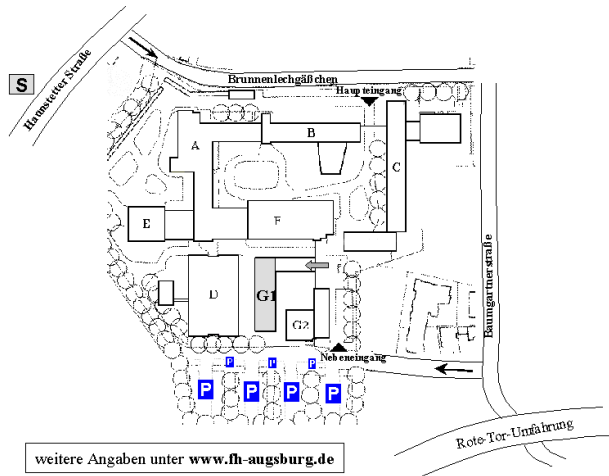 Brunnenlechgäßchen
S
Haunstetter Straße
Haupteingang
B
A
C
E
F
D
G1
G2
Baumgartnerstraße
Nebeneingang
P
P
P
P
P
P
P
Rote-Tor-Umfahrung
weitere Angaben unter www.fh-augsburg.de